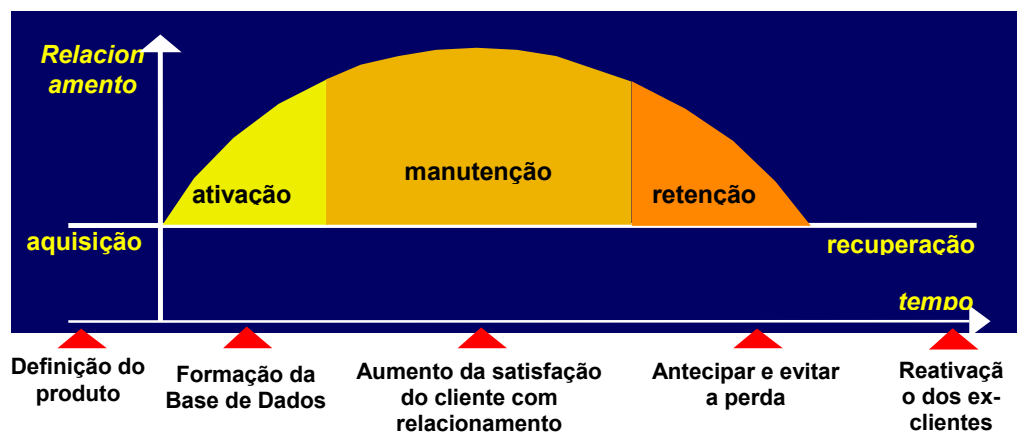 Relacion
amento
manutenção
ativação
retenção
aquisição
recuperação
tempo
Definição do
produto
Formação da
Base de Dados
Aumento da satisfação
do cliente com
relacionamento
Antecipar e evitar
a perda
Reativaçã
o dos ex-
clientes